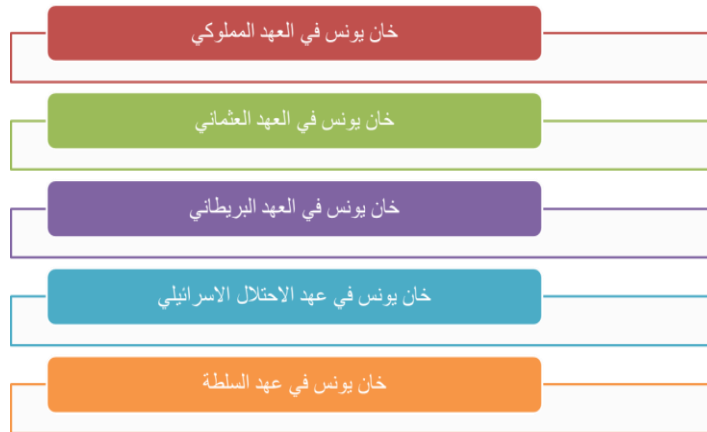 خان يونس في العهد المملوكي
خان يونس في العهد العثماني
خان يونس في العهد البريطاني
خان يونس في عهد الاحتلال الاسرائيلي
خان يونس في عهد السلطة